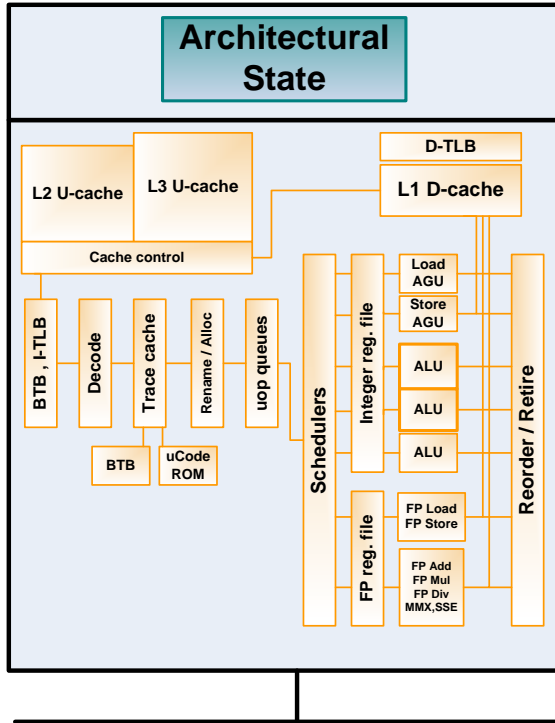 Architectural
State
D-TLB
L2 U-cache
L3 U-cache
L1 D-cache
Cache control
BTB , I-TLB
Decode
Trace cache
Rename / Alloc
uop queues
BTB
uCode
ROM
Schedulers
Integer reg. file
FP reg. file
Load
AGU
Store
AGU
ALU
ALU
ALU
FP Load
FP Store
FP Add
FP Mul
FP Div
MMX,SSE
Reorder / Retire